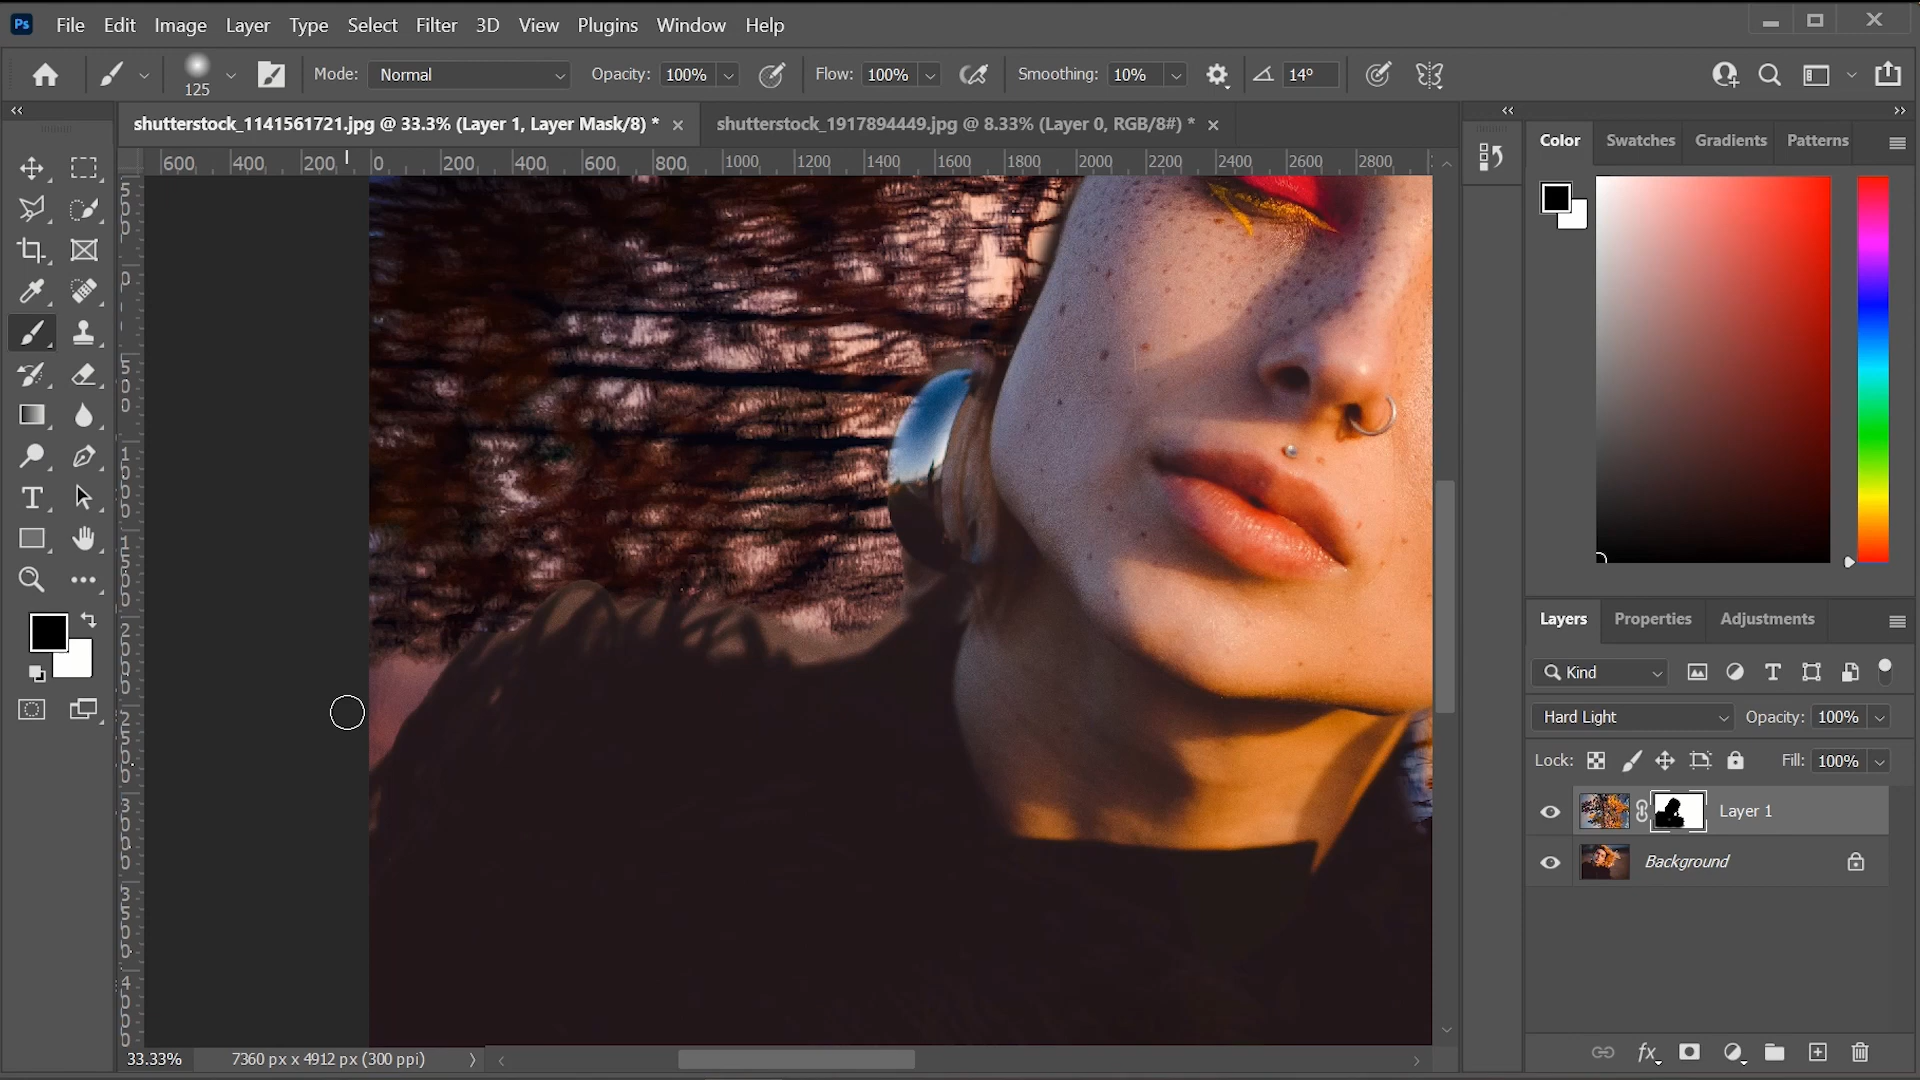 Ps File Edit Image Layer Type Select Filter 3D View Plugins Window Help
125 Mode: Normal Opacity: 100% Flow: 100% Smoothing: 10% 14°
shutterstock_1141561721.jpg @ 33.3% (Layer 1, Layer Mask/8) * shutterstock_1917894449.jpg @ 8.33% (Layer 0, RGB/8#) *
600 400 200 0 200 400 600 800 1000 1200 1400 1600 1800 2000 2200 2400 2600 2800
Color Swatches Gradients Patterns
Layers Properties Adjustments
Kind
Hard Light Opacity: 100%
Lock: Fill: 100%
Layer 1
Background
33.33% 7360 px x 4912 px (300 ppi)